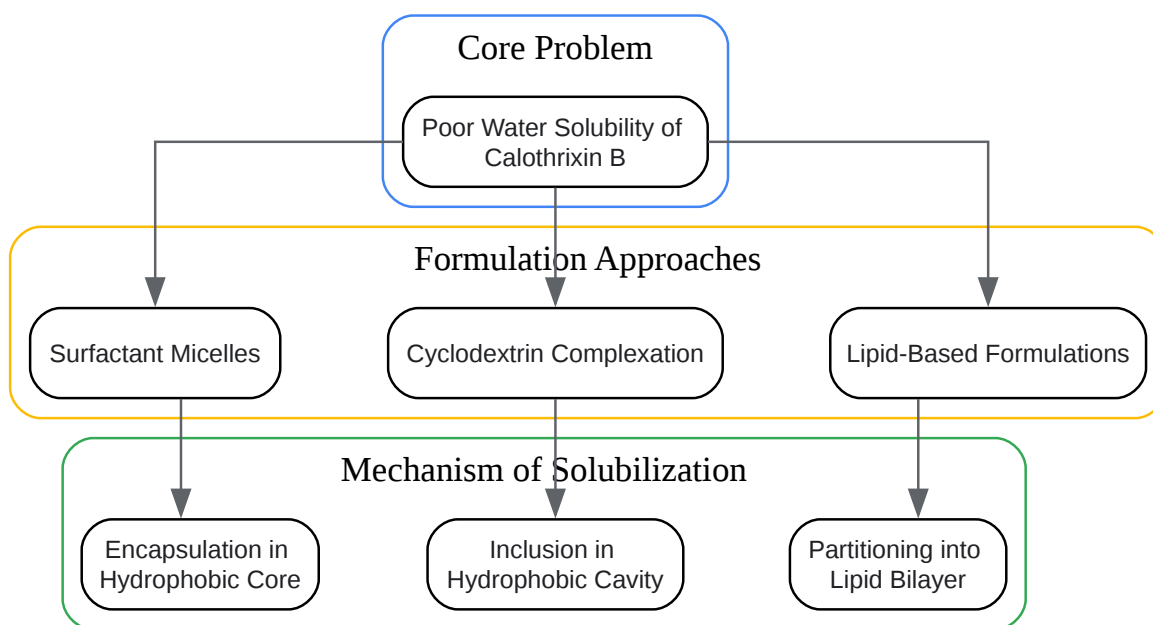 Core Problem
Poor Water Solubility of
Calothrixin B
Formulation Approaches
Surfactant Micelles
Cyclodextrin Complexation
Lipid-Based Formulations
Mechanism of Solubilization
Encapsulation in
Hydrophobic Core
Inclusion in
Hydrophobic Cavity
Partitioning into
Lipid Bilayer